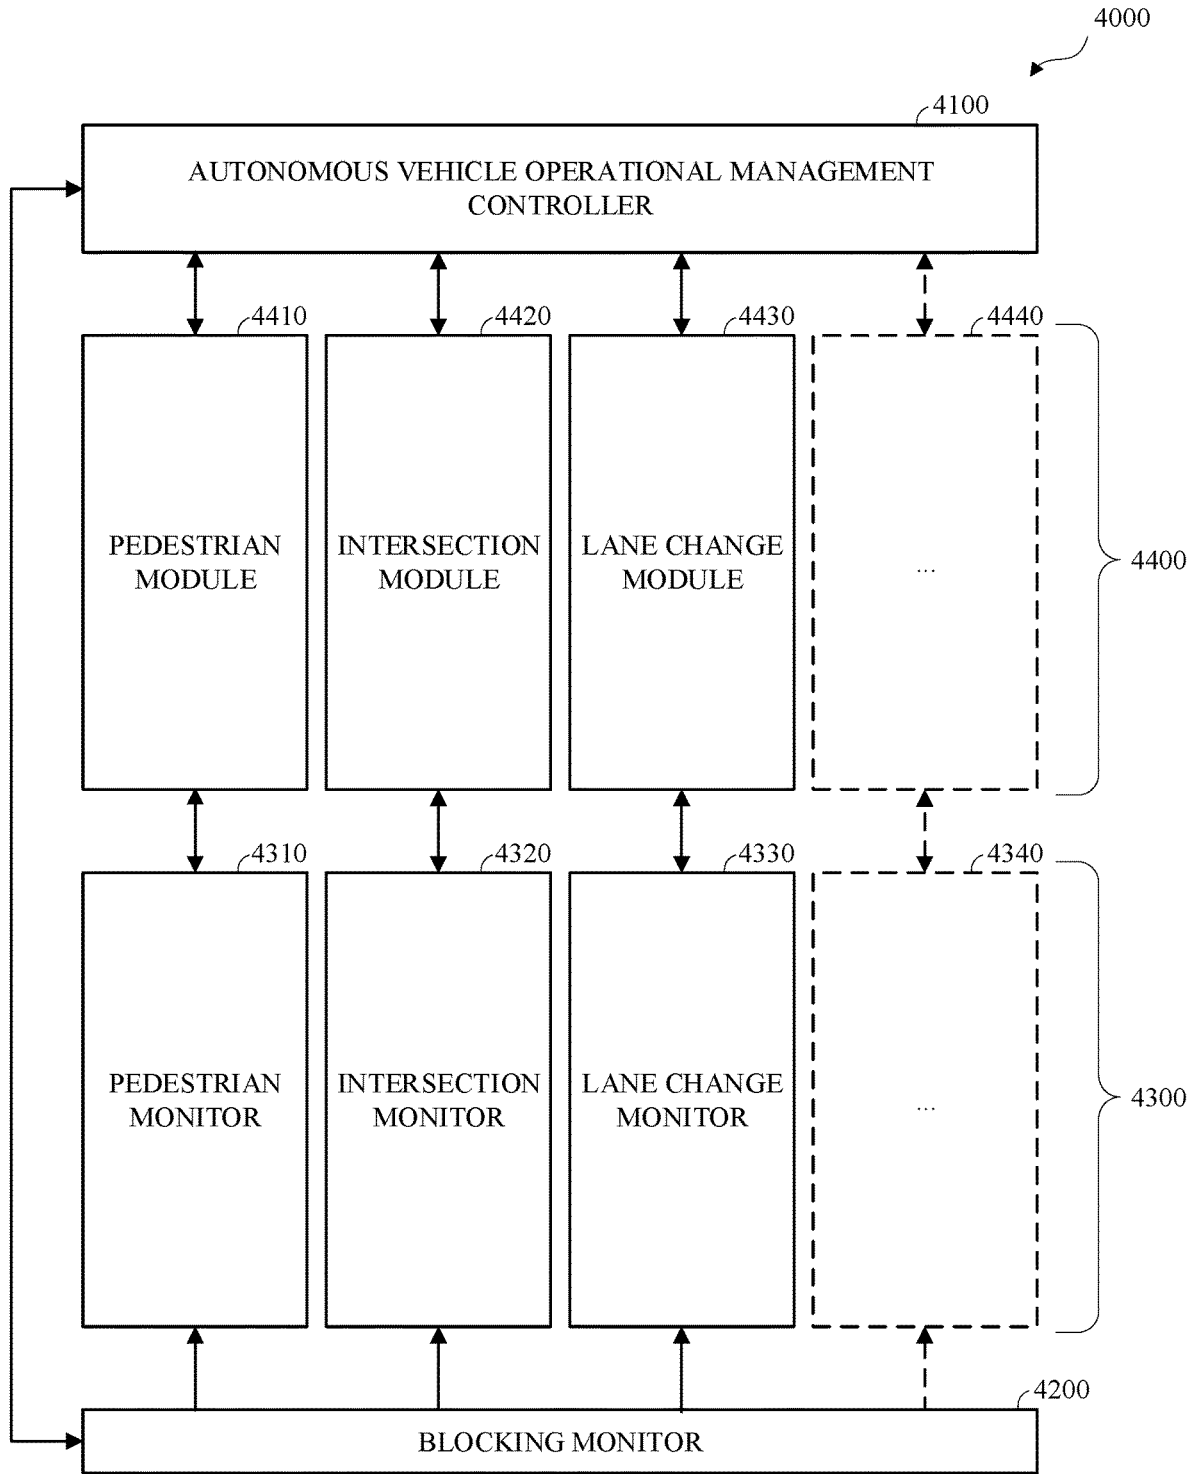 4000
4100
AUTONOMOUS VEHICLE OPERATIONAL MANAGEMENT
CONTROLLER
4410
4420
4430
4440
PEDESTRIAN
MODULE
INTERSECTION
MODULE
LANE CHANGE
MODULE
...
4400
4310
4320
4330
4340
PEDESTRIAN
MONITOR
INTERSECTION
MONITOR
LANE CHANGE
MONITOR
...
4300
4200
BLOCKING MONITOR